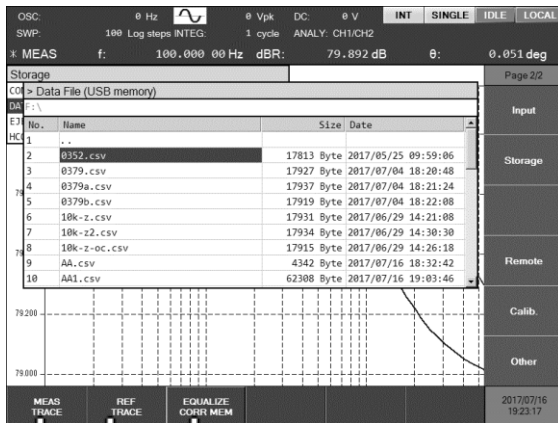 OSC: 0 Hz 0 Vpk DC: 0 V INT SINGLE IDLE LOCAL
SWP: 100 Log steps INTEG: 1 cycle ANALY: CH1/CH2
* MEAS f: 100.000 00 Hz dBR: 79.892 dB θ: 0.051 deg
Storage Page 2/2
> Data File (USB memory)
F:\
No. Name Size Date
1 ..
2 0352.csv 17813 Byte 2017/05/25 09:59:06
3 0379.csv 17927 Byte 2017/07/04 18:20:48
4 0379a.csv 17937 Byte 2017/07/04 18:21:24
5 0379b.csv 17919 Byte 2017/07/04 18:22:08
6 10k-z.csv 17931 Byte 2017/06/29 14:21:08
7 10k-z2.csv 17934 Byte 2017/06/29 14:30:30
8 10k-z-oc.csv 17915 Byte 2017/06/29 14:26:18
9 AA.csv 4342 Byte 2017/07/16 18:32:42
10 AA1.csv 62308 Byte 2017/07/16 19:03:46
Input
Storage
Remote
Calib.
Other
79.200
79.000
MEAS TRACE
REF TRACE
EQUALIZE CORR MEM
2017/07/16
19:23:17